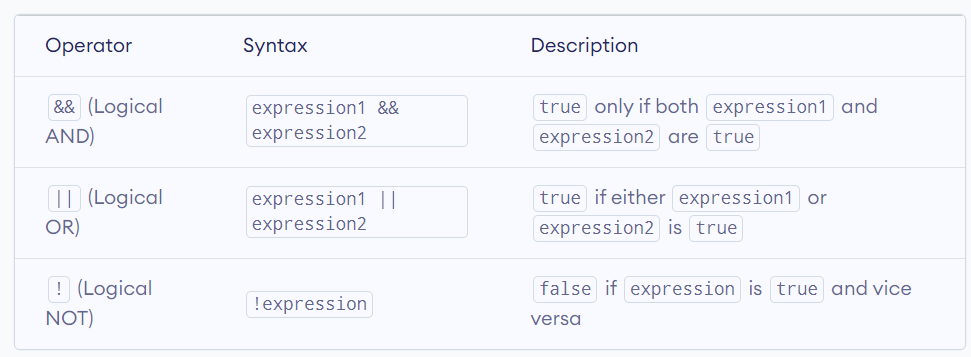 Operator Syntax Description
&& (Logical AND) expression1 && expression2 true only if both expression1 and expression2 are true
|| (Logical OR) expression1 || expression2 true if either expression1 or expression2 is true
! (Logical NOT) !expression false if expression is true and vice versa